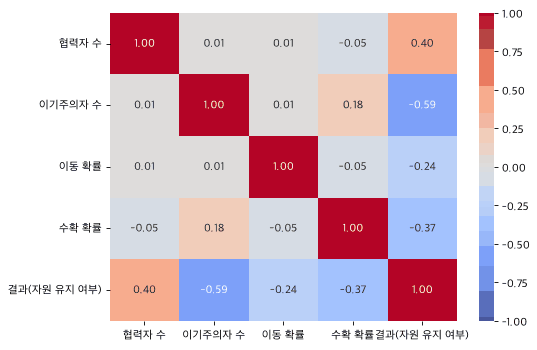 협력자 수 1.00 0.01 0.01 -0.05 0.40
이기주의자 수 0.01 1.00 0.01 0.18 -0.59
이동 확률 0.01 0.01 1.00 -0.05 -0.24
수확 확률 -0.05 0.18 -0.05 1.00 -0.37
결과(자원 유지 여부) 0.40 -0.59 -0.24 -0.37 1.00
협력자 수 이기주의자 수 이동 확률 수확 확률 결과(자원 유지 여부)
1.00
0.75
0.50
0.25
0.00
-0.25
-0.50
-0.75
-1.00